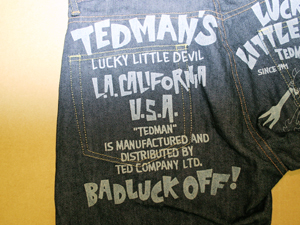 TEDMAN'S
LUCKY LITTLE DEVIL
L.A. CALIFORNIA
U.S.A.
"TEDMAN"
IS MANUFACTURED AND
DISTRIBUTED BY
TED COMPANY LTD.
BADLUCK OFF!
LUCK
LITTLE
TEDM
SINCE